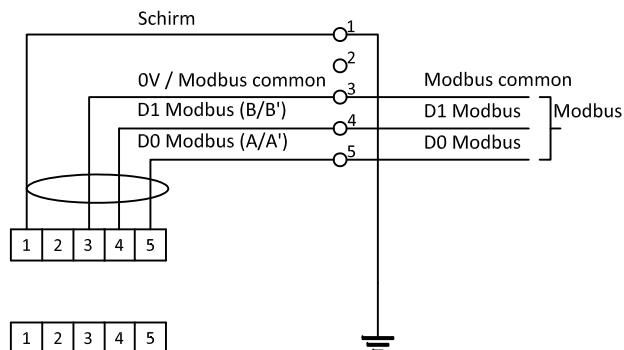 Schirm
1
2
0V / Modbus common
3
Modbus common
D1 Modbus (B/B')
4
D1 Modbus
Modbus
D0 Modbus (A/A')
5
D0 Modbus
1 2 3 4 5
1 2 3 4 5